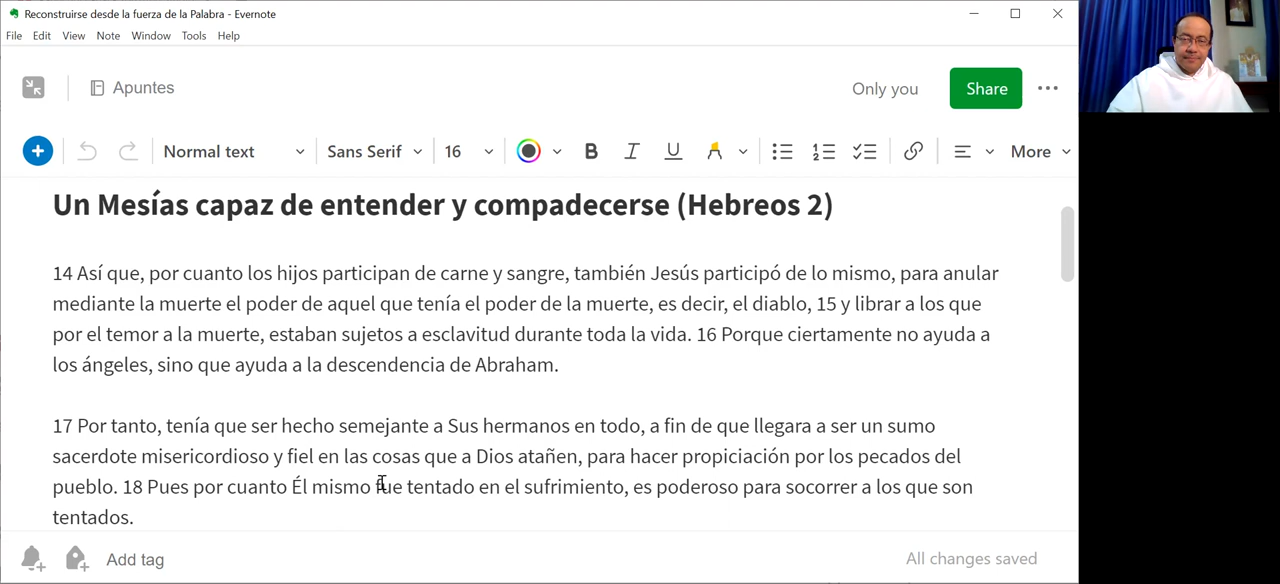 Reconstruirse desde la fuerza de la Palabra - Evernote
File Edit View Note Window Tools Help
Apuntes
Only you
Share
Normal text
Sans Serif
16
B I U A
More
Un Mesías capaz de entender y compadecerse (Hebreos 2)
14 Así que, por cuanto los hijos participan de carne y sangre, también Jesús participó de lo mismo, para anular
mediante la muerte el poder de aquel que tenía el poder de la muerte, es decir, el diablo, 15 y librar a los que
por el temor a la muerte, estaban sujetos a esclavitud durante toda la vida. 16 Porque ciertamente no ayuda a
los ángeles, sino que ayuda a la descendencia de Abraham.
17 Por tanto, tenía que ser hecho semejante a Sus hermanos en todo, a fin de que llegara a ser un sumo
sacerdote misericordioso y fiel en las cosas que a Dios atañen, para hacer propiciación por los pecados del
pueblo. 18 Pues por cuanto Él mismo fue tentado en el sufrimiento, es poderoso para socorrer a los que son
tentados.
Add tag
All changes saved